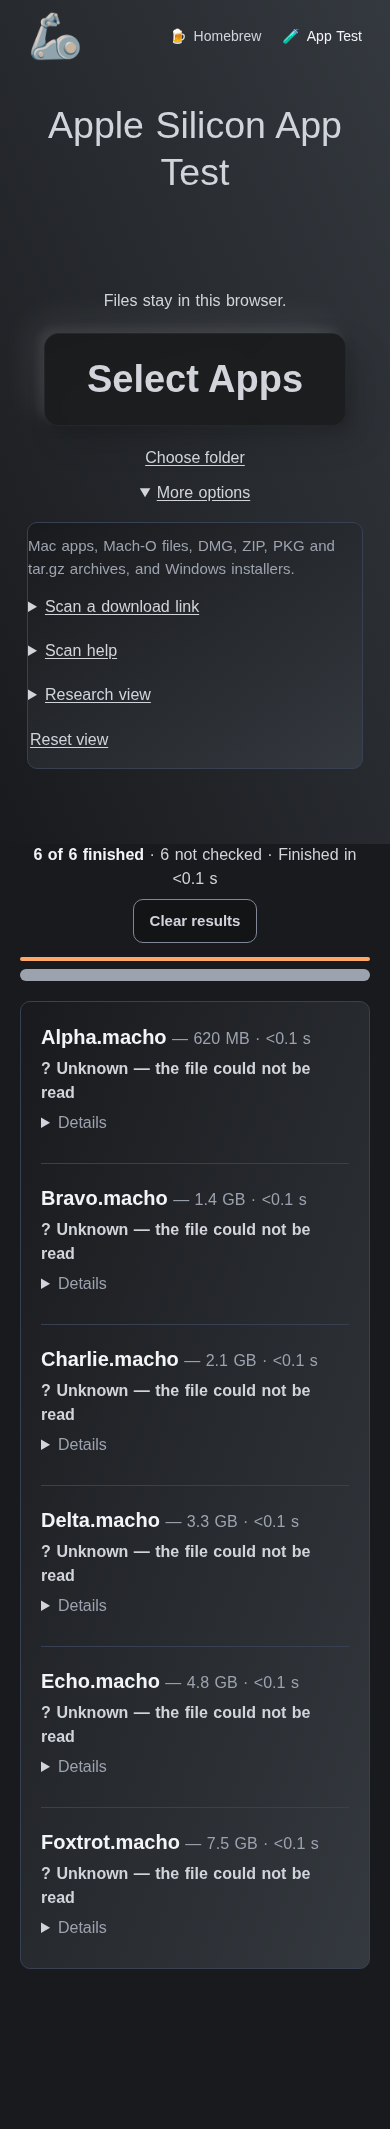 🍺 Homebrew 🧪 App Test
Apple Silicon App
Test
Files stay in this browser.
Select Apps
Choose folder
▼ More options
Mac apps, Mach-O files, DMG, ZIP, PKG and
tar.gz archives, and Windows installers.
▶ Scan a download link
▶ Scan help
▶ Research view
Reset view
6 of 6 finished · 6 not checked · Finished in
<0.1 s
Clear results
Alpha.macho — 620 MB · <0.1 s
? Unknown — the file could not be
read
▶ Details
Bravo.macho — 1.4 GB · <0.1 s
? Unknown — the file could not be
read
▶ Details
Charlie.macho — 2.1 GB · <0.1 s
? Unknown — the file could not be
read
▶ Details
Delta.macho — 3.3 GB · <0.1 s
? Unknown — the file could not be
read
▶ Details
Echo.macho — 4.8 GB · <0.1 s
? Unknown — the file could not be
read
▶ Details
Foxtrot.macho — 7.5 GB · <0.1 s
? Unknown — the file could not be
read
▶ Details